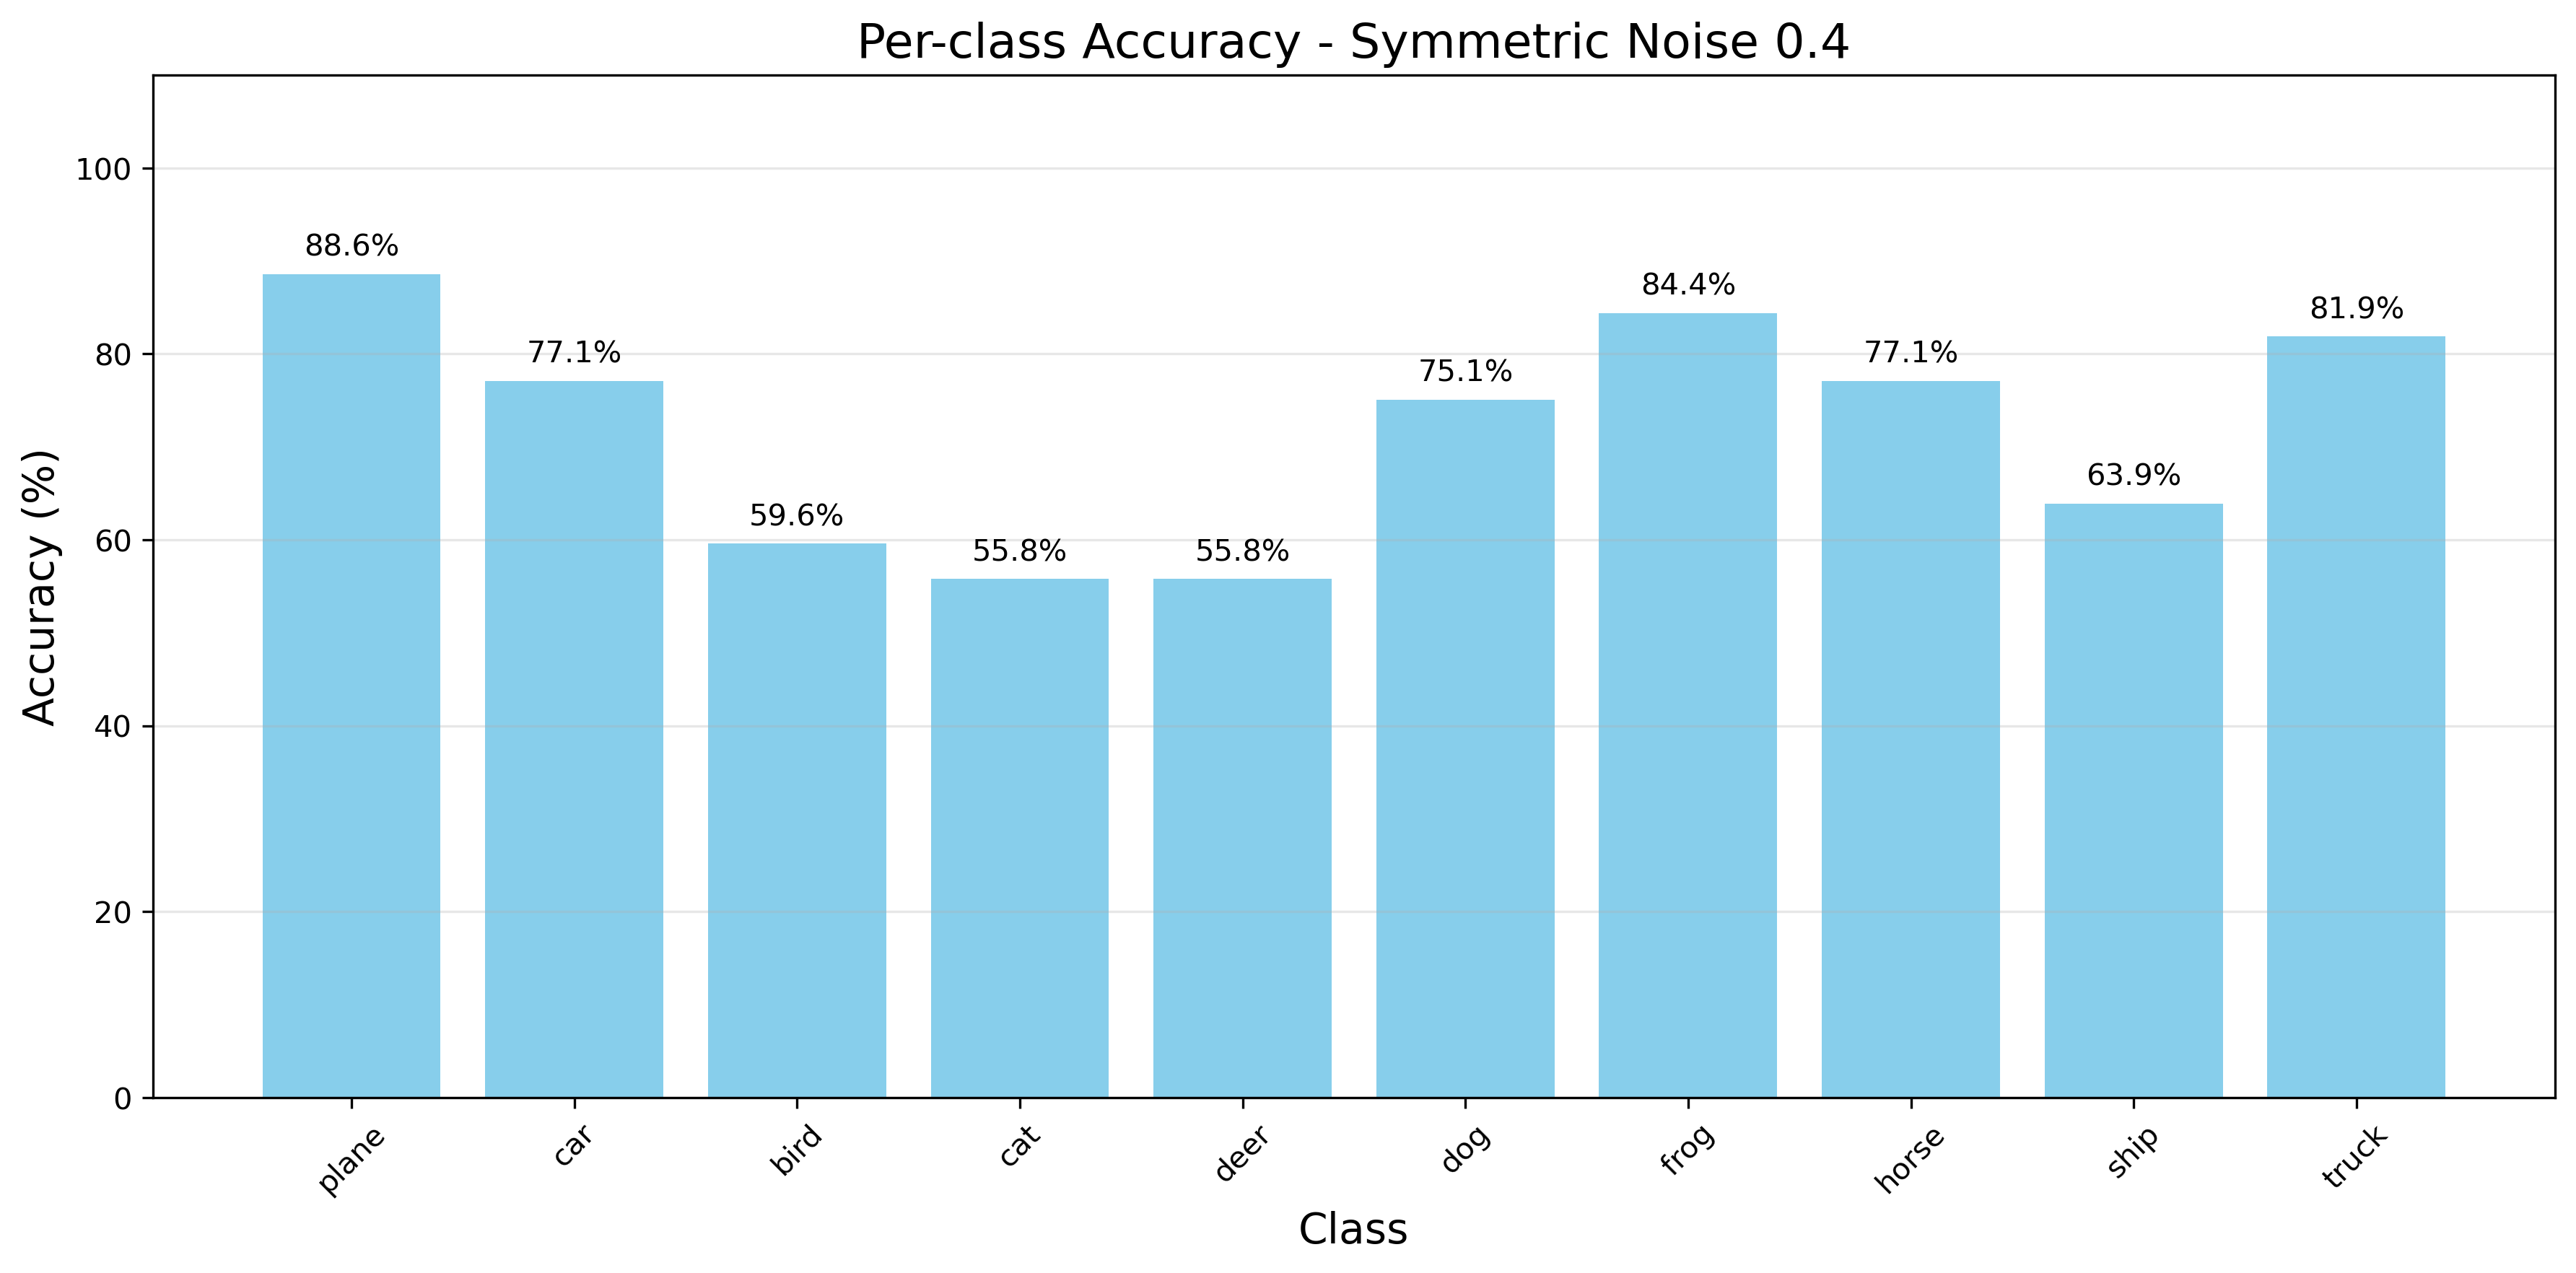 Per-class Accuracy - Symmetric Noise 0.4
Accuracy (%)
100
80
60
40
20
0
88.6%
77.1%
59.6%
55.8%
55.8%
75.1%
84.4%
77.1%
63.9%
81.9%
plane
car
bird
cat
deer
dog
frog
horse
ship
truck
Class